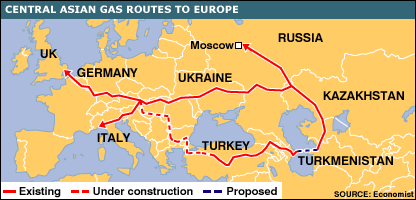 CENTRAL ASIAN GAS ROUTES TO EUROPE
UK
RUSSIA
Moscow
GERMANY
UKRAINE
KAZAKHSTAN
ITALY
TURKEY
TURKMENISTAN
Existing
Under construction
Proposed
SOURCE: Economist